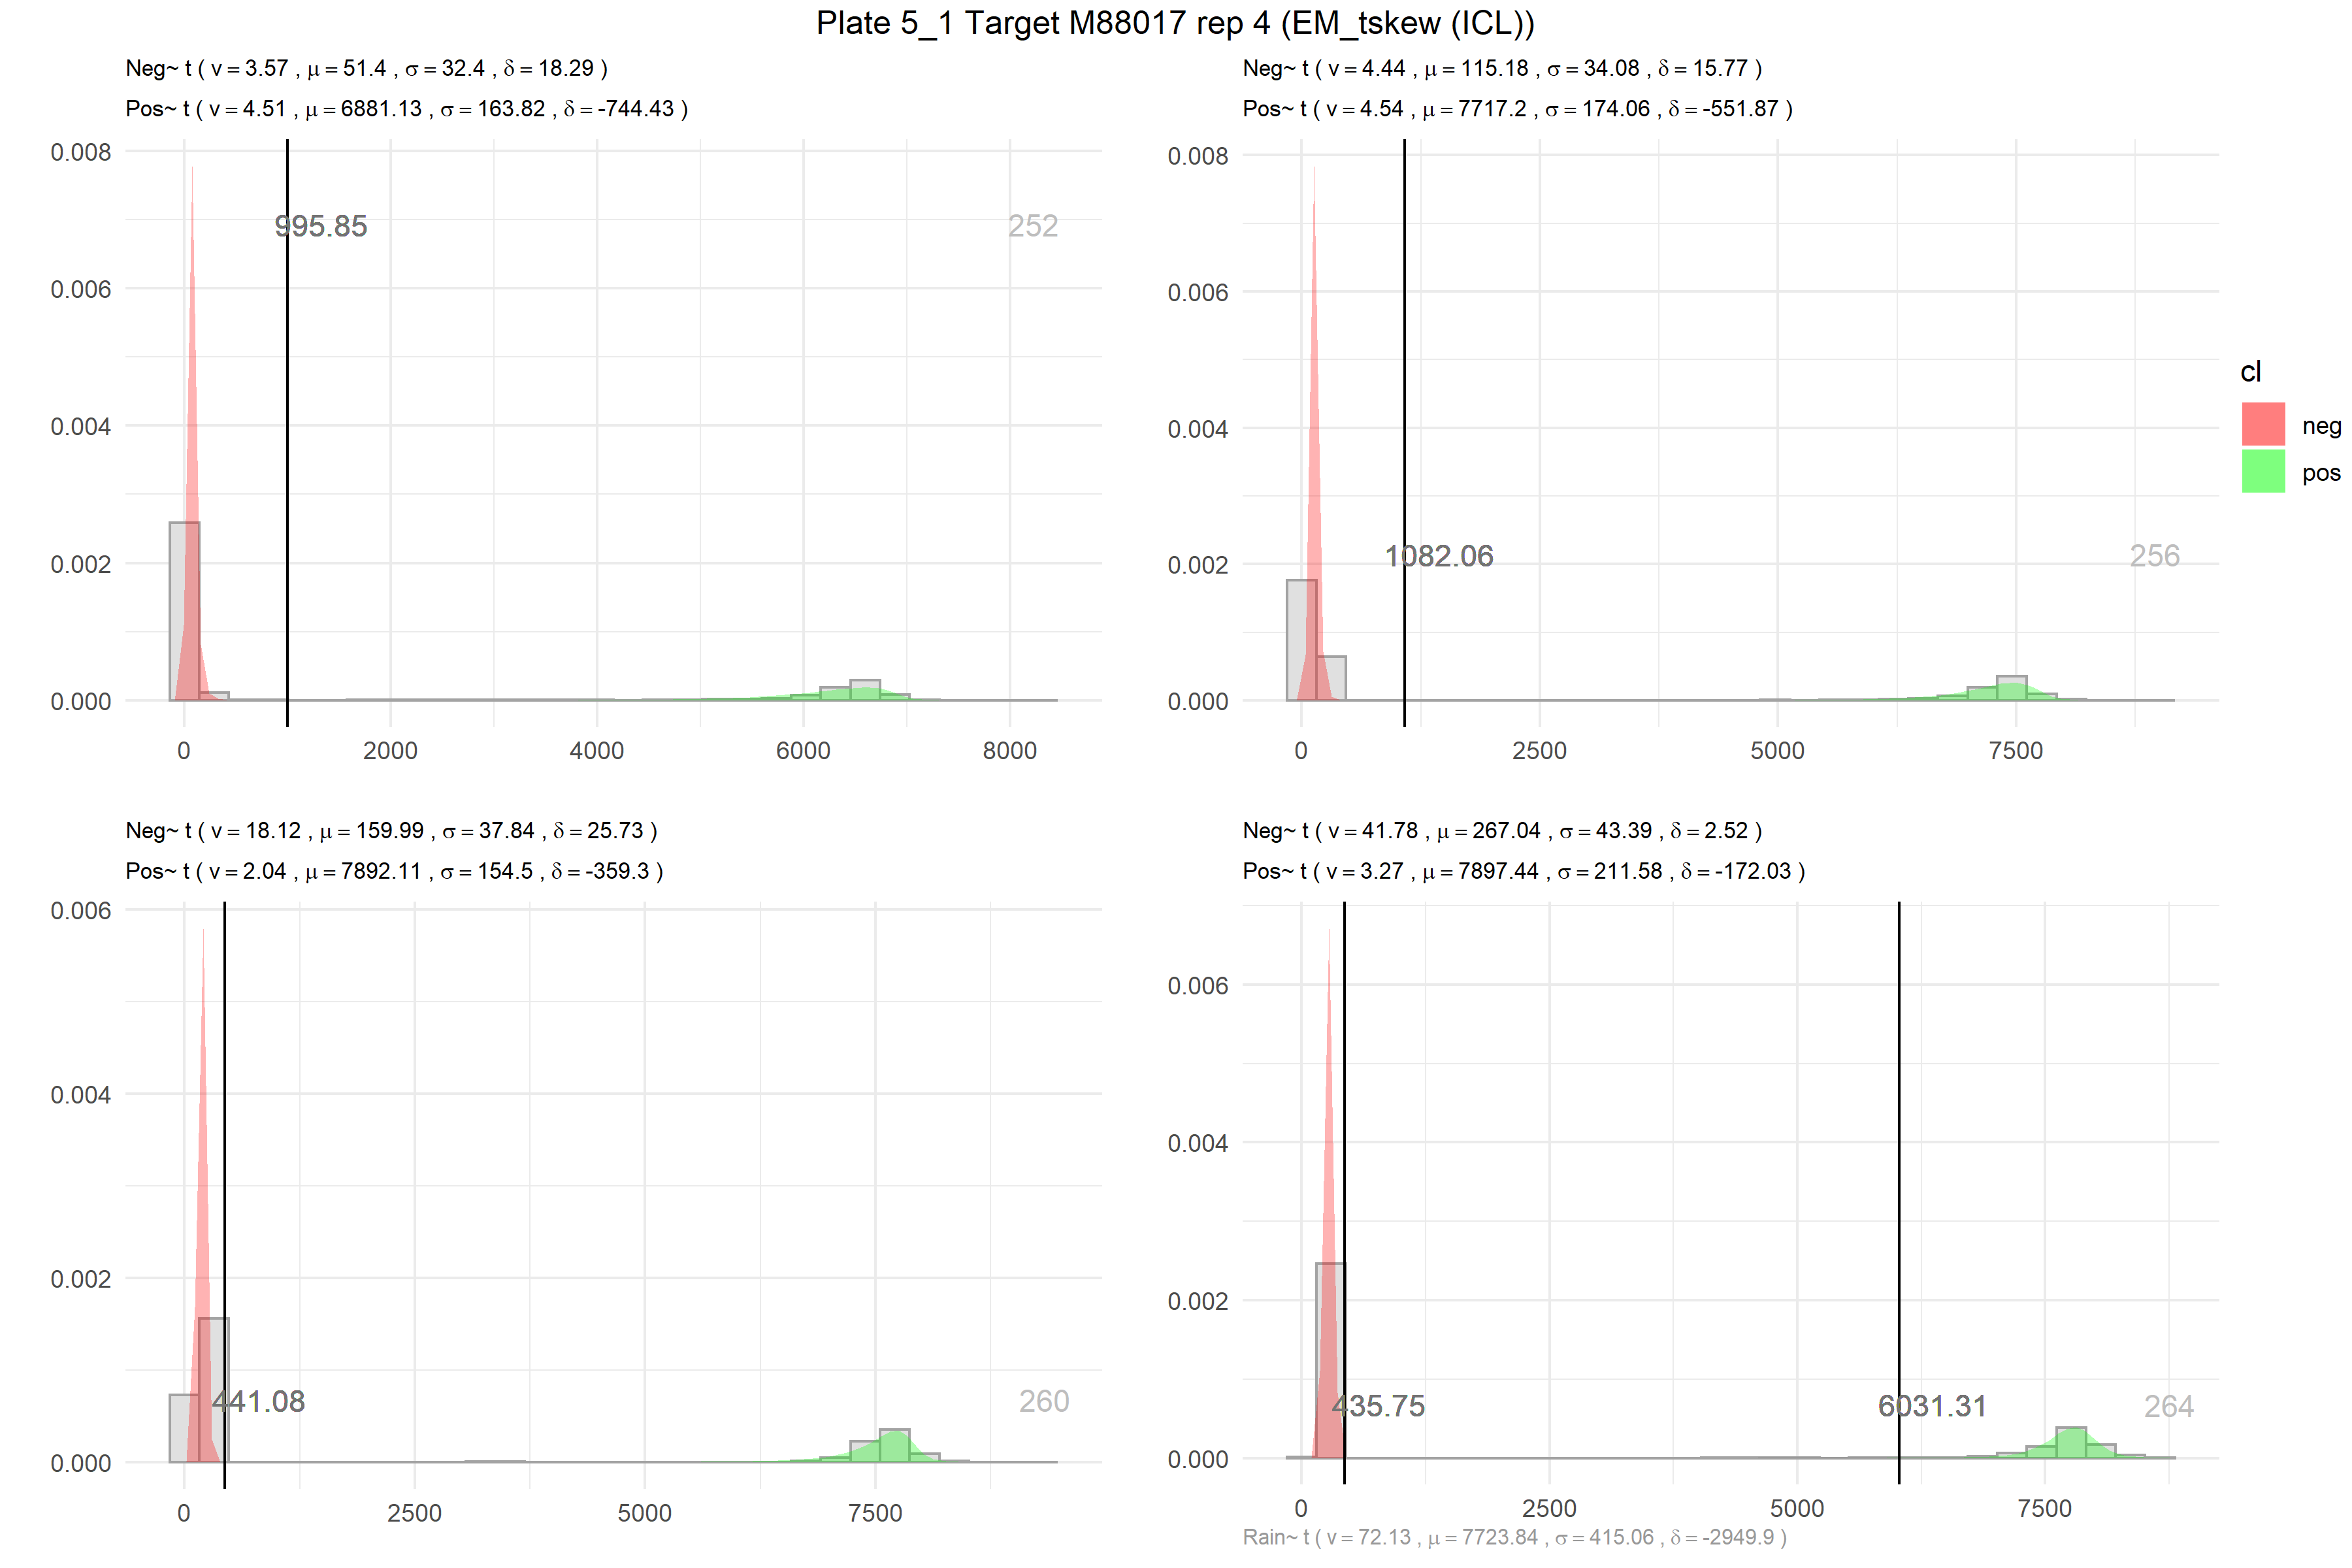 Plate 5_1 Target M88017 rep 4 (EM_tskew (ICL))
Neg~ t ( v = 3.57 , μ = 51.4 , σ = 32.4 , δ = 18.29 )
Pos~ t ( v = 4.51 , μ = 6881.13 , σ = 163.82 , δ = -744.43 )
0.008
0.006
0.004
0.002
0.000
995.85
252
0 2000 4000 6000 8000
Neg~ t ( v = 4.44 , μ = 115.18 , σ = 34.08 , δ = 15.77 )
Pos~ t ( v = 4.54 , μ = 7717.2 , σ = 174.06 , δ = -551.87 )
0.008
0.006
0.004
0.002
0.000
1082.06
256
0 2500 5000 7500
cl
neg
pos
Neg~ t ( v = 18.12 , μ = 159.99 , σ = 37.84 , δ = 25.73 )
Pos~ t ( v = 2.04 , μ = 7892.11 , σ = 154.5 , δ = -359.3 )
0.006
0.004
0.002
0.000
441.08
260
0 2500 5000 7500
Neg~ t ( v = 41.78 , μ = 267.04 , σ = 43.39 , δ = 2.52 )
Pos~ t ( v = 3.27 , μ = 7897.44 , σ = 211.58 , δ = -172.03 )
0.006
0.004
0.002
0.000
435.75
6031.31
264
0 2500 5000 7500
Rain~ t ( v = 72.13 , μ = 7723.84 , σ = 415.06 , δ = -2949.9 )